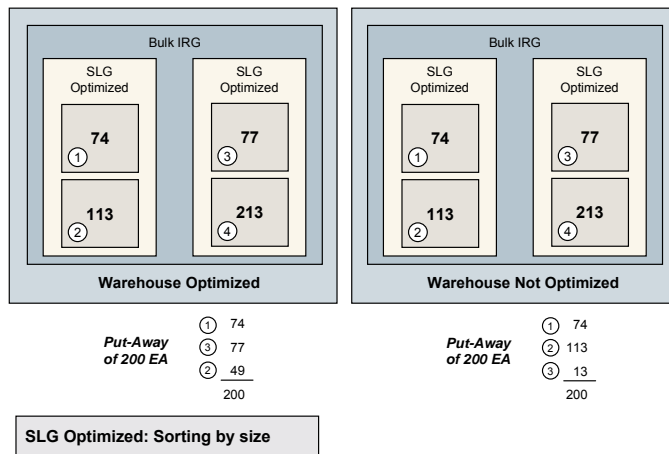 Bulk IRG
SLG
Optimized
74
1
113
2
SLG
Optimized
77
3
213
4
Warehouse Optimized
Bulk IRG
SLG
Optimized
74
1
113
2
SLG
Optimized
77
3
213
4
Warehouse Not Optimized
Put-Away
of 200 EA
1 74
3 77
2 49
200
Put-Away
of 200 EA
1 74
2 113
3 13
200
SLG Optimized: Sorting by size